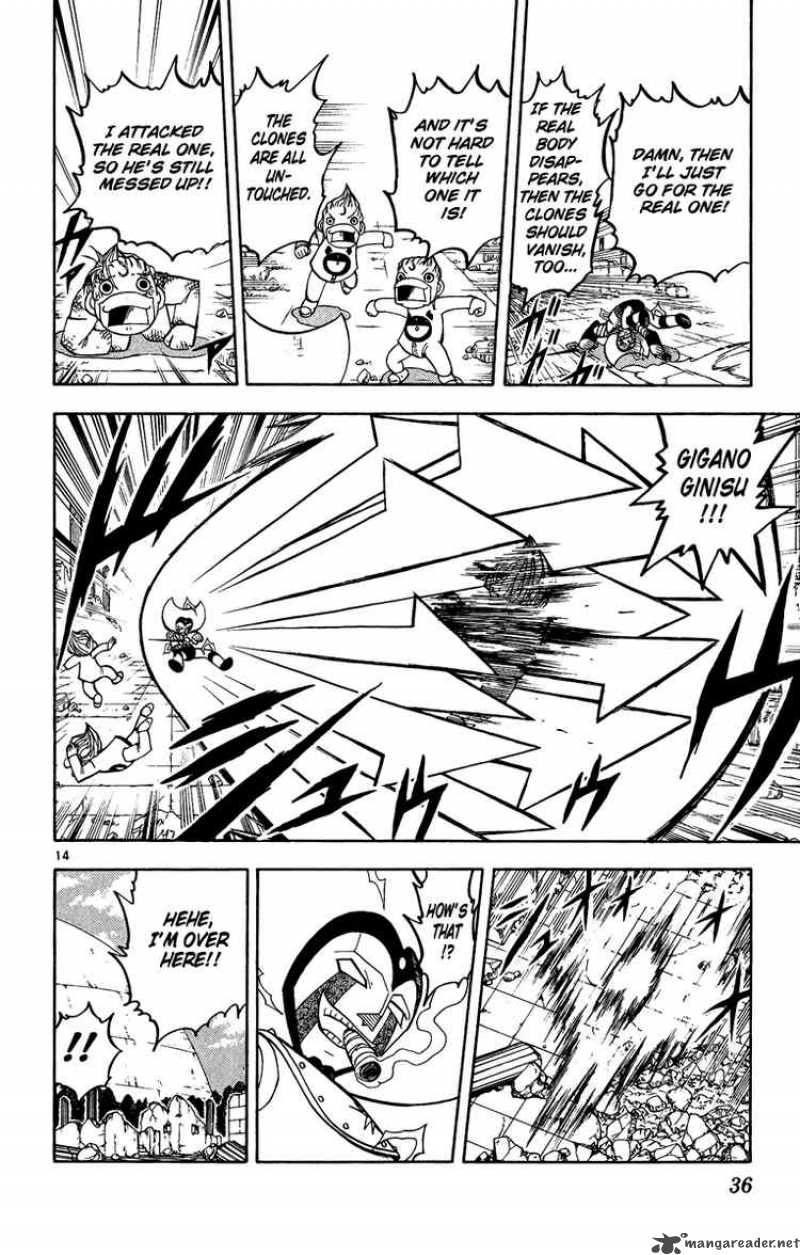 DAMN, THEN
I'LL JUST
GO FOR THE
REAL ONE!
IF THE
REAL
BODY
DISAP-
PEARS,
THEN THE
CLONES
SHOULD
VANISH,
TOO...
AND IT'S
NOT HARD
TO TELL
WHICH
ONE IT
IS!
THE
CLONES
ARE ALL
UN-
TOUCHED.
I ATTACKED
THE REAL ONE,
SO HE'S STILL
MESSED UP!!
GIGANO
GINISU
!!!
14
HOW'S
THAT
!?
HEHE,
I'M OVER
HERE!!
!!
36
mangareader.net